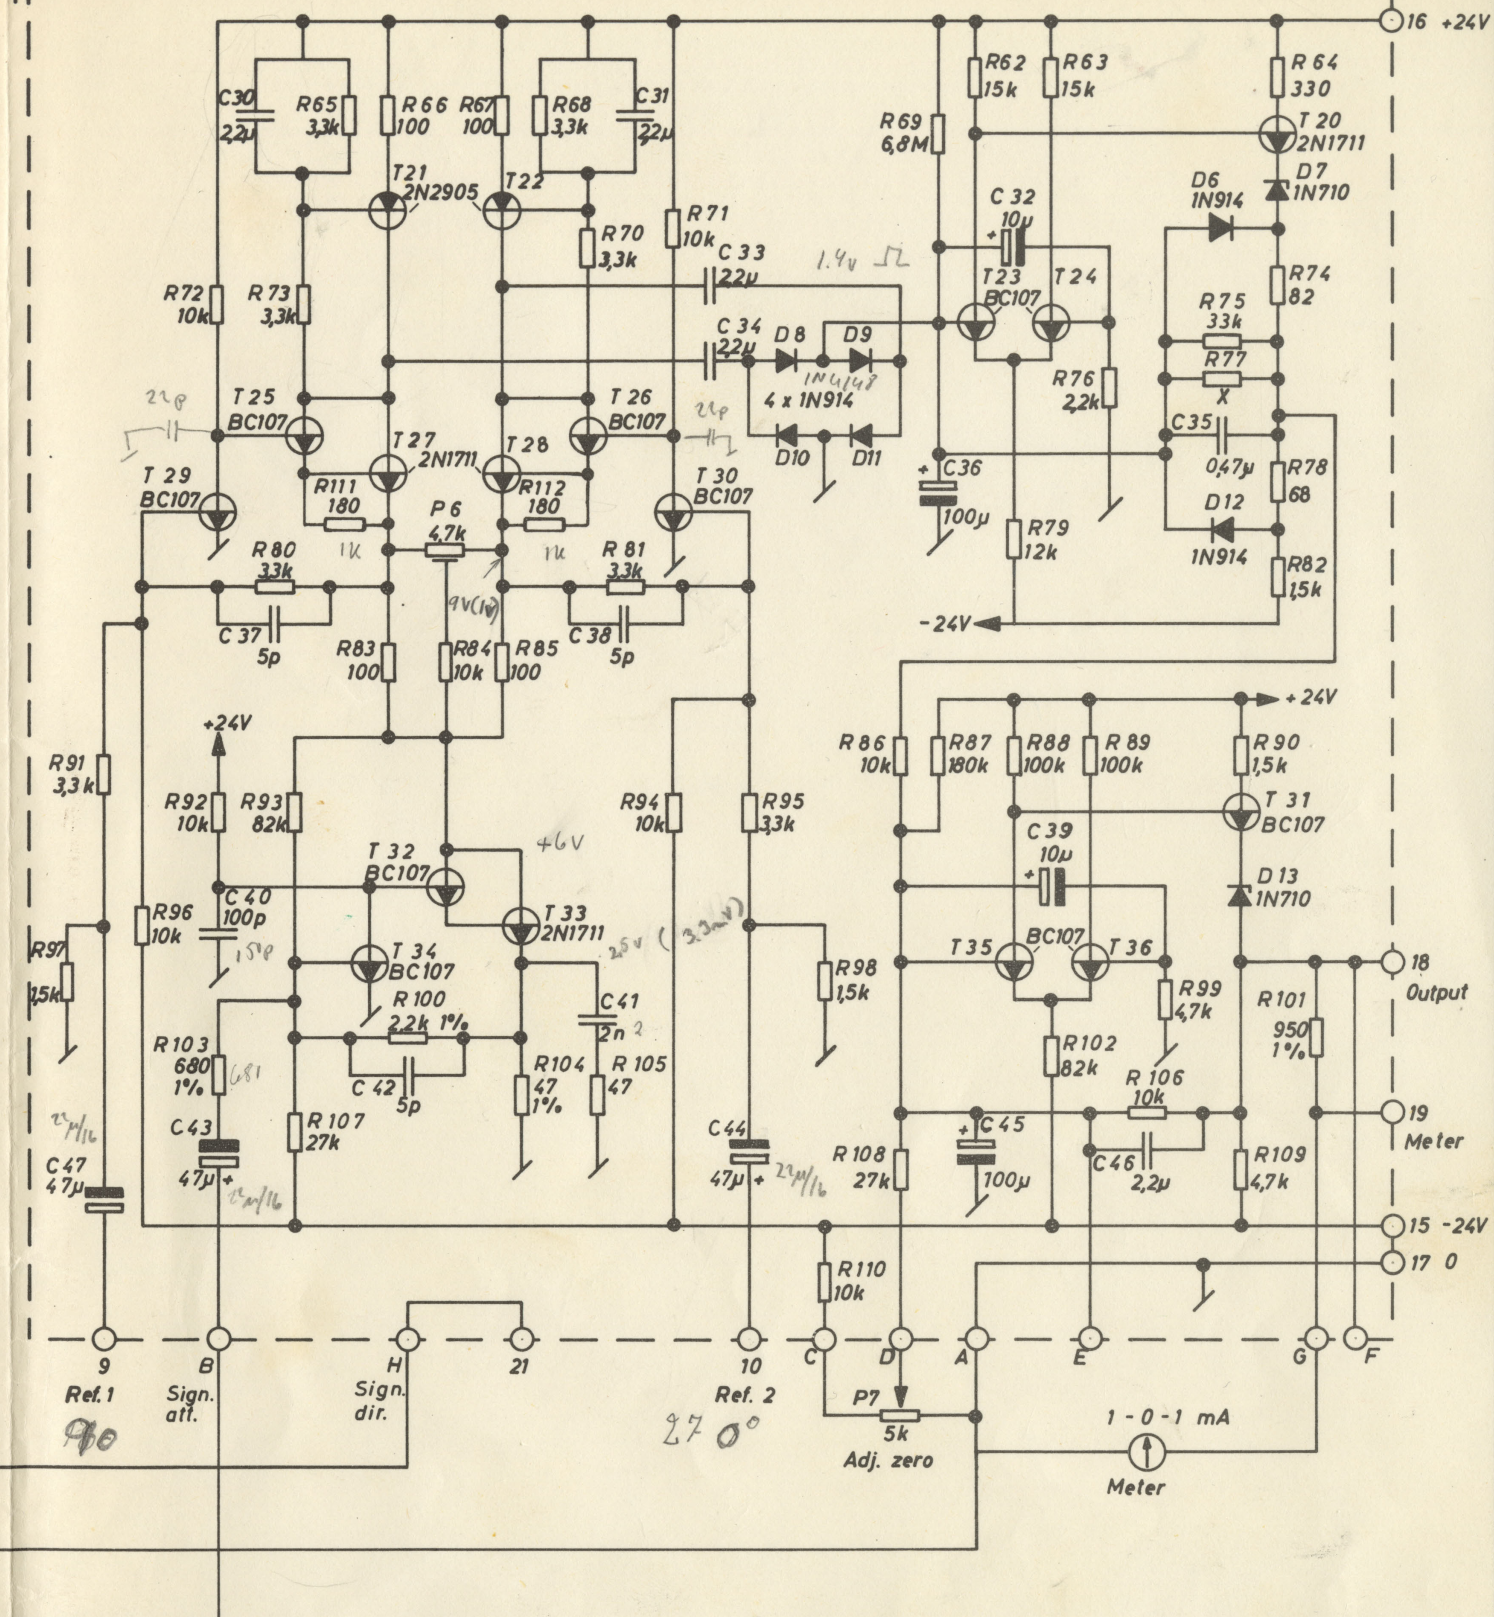 16 +24V
C30
2,2µ
R65
3,3k
R66
100
R67
100
R68
3,3k
C31
2,2µ
R62
15k
R63
15k
R64
330
R69
6,8M
T20
2N1711
D7
1N710
D6
1N914
T21
2N2905
T22
R70
3,3k
R71
10k
C32
+ 10µ
C33
22µ
1.4v
R72
10k
R73
3,3k
T23
BC107
T24
R74
82
R75
33k
R77
X
C34
2,2µ
D8
D9
1N4148
4 x 1N914
D10
D11
R76
2,2k
22p
T25
BC107
T26
BC107
22p
T27
2N1711
T28
C35
0,47µ
+ C36
100µ
R78
68
D12
1N914
T29
BC107
R111
180
1K
P6
4,7k
R112
180
1K
T30
BC107
R79
12k
R80
3,3k
R81
3,3k
R82
1,5k
C37
5p
C38
5p
-24V
R83
100
R84
10k
R85
100
+24V
+24V
R91
3,3k
R92
10k
R93
82k
R94
10k
R95
3,3k
R86
10k
R87
180k
R88
100k
R89
100k
R90
1,5k
T31
BC107
+6V
T32
BC107
C39
+ 10µ
D13
1N710
C40
100p
150p
R96
10k
R97
1,5k
T33
2N1711
T34
BC107
R98
1,5k
T35
BC107
T36
18
Output
R99
4,7k
R100
2,2k 1%
C41
2n 2
R101
950
1%
R102
82k
R103
680
1%
681
C42
5p
R104
47
1%
R105
47
R106
10k
19
Meter
R107
27k
22µ/16
C43
47µ +
22µ/16
C44
47µ +
22µ/16
C47
47µ
+ C45
100µ
C46
2,2µ
R108
27k
R109
4,7k
15 -24V
17 0
R110
10k
9
B
H
21
10
C
D
A
E
G
F
Ref.1
Sign.
att.
Sign.
dir.
Ref. 2
90
270°
P7
5k
Adj. zero
1 - 0 - 1 mA
Meter